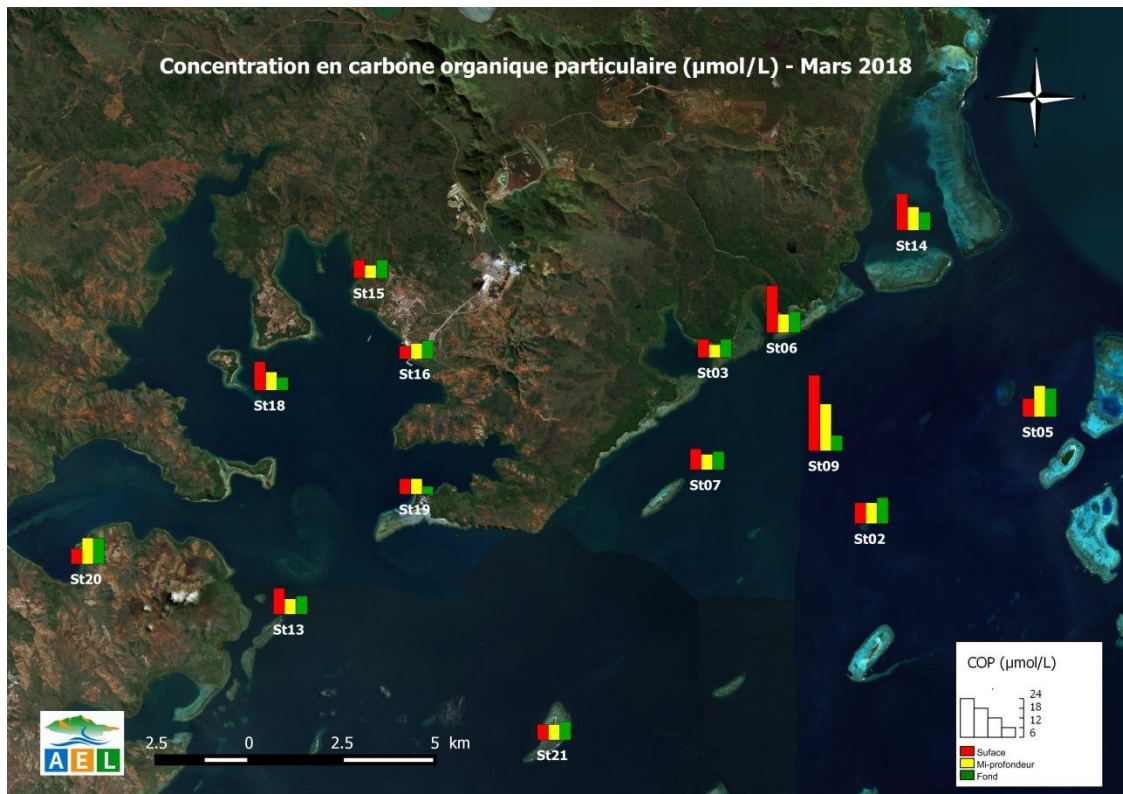 Concentration en carbone organique particulaire (µmol/L) - Mars 2018
N
O
E
S
St14
St15
St06
St16
St03
St18
St05
St09
St07
St19
St02
St20
St13
St21
COP (µmol/L)
24
18
12
6
Suface
Mi-profondeur
Fond
AEL
2.5 0 2.5 5 km